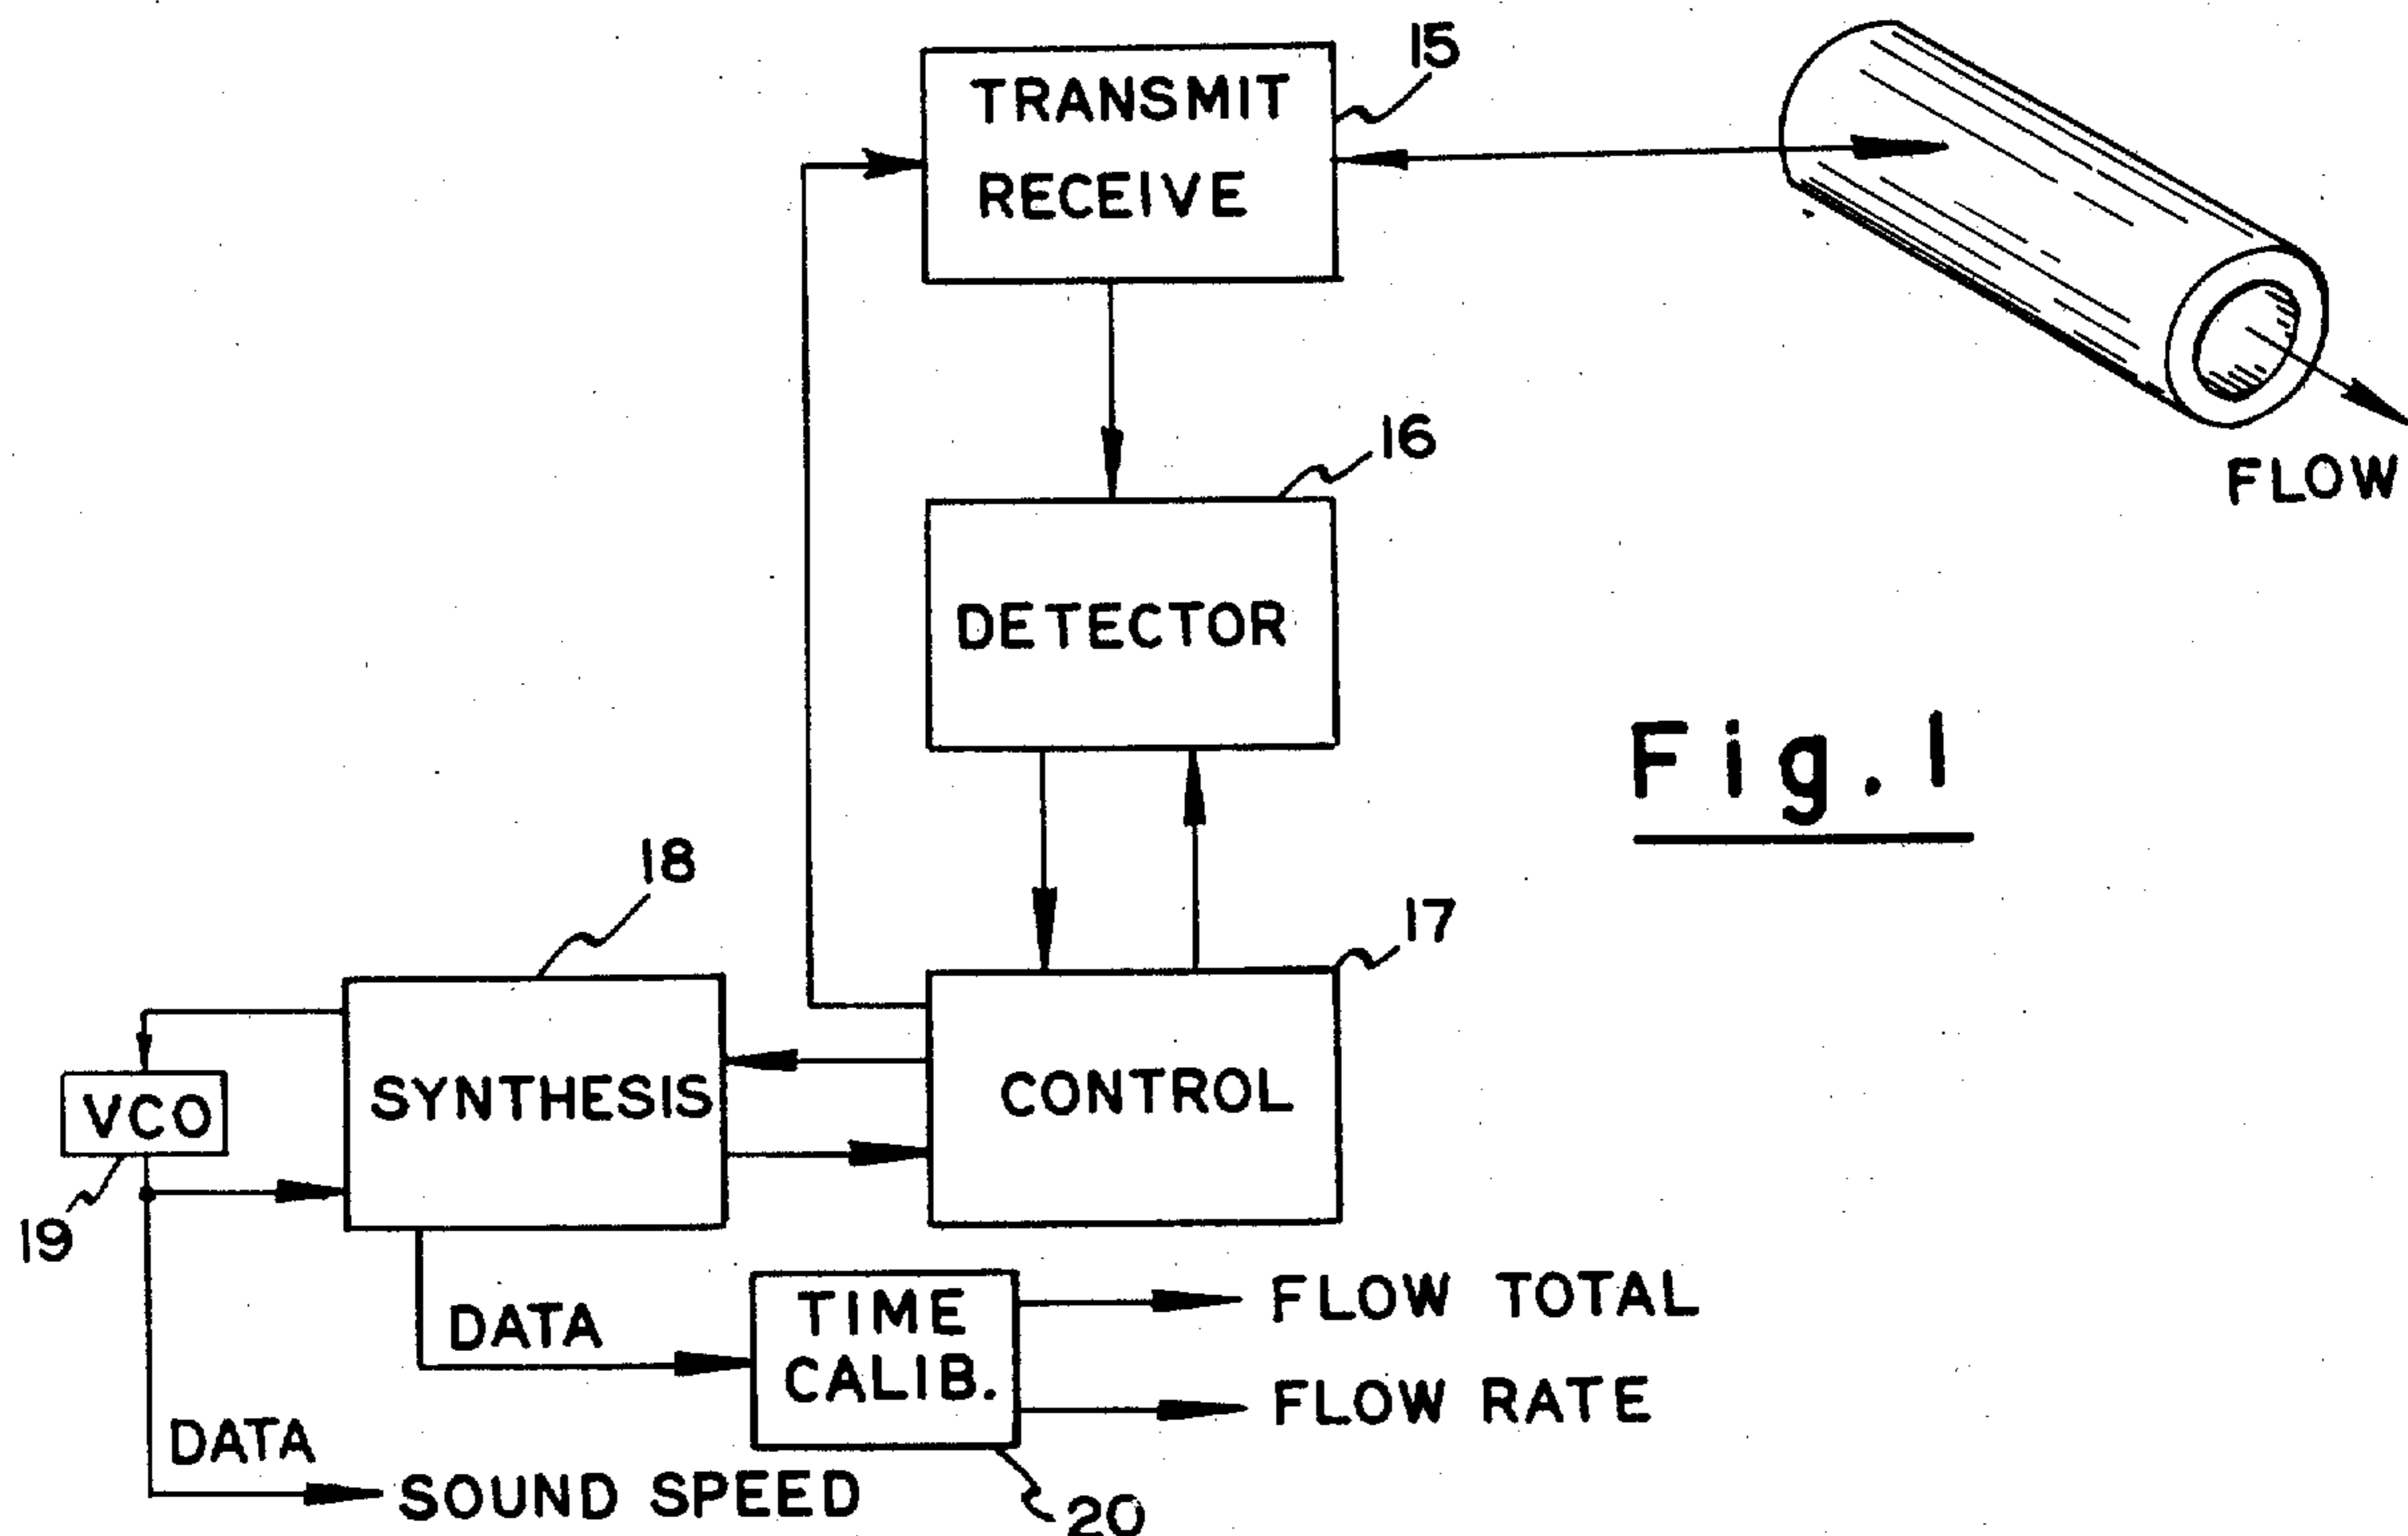 15
TRANSMIT
RECEIVE
16
FLOW
DETECTOR
Fig. 1
18
17
VCO
SYNTHESIS
CONTROL
19
DATA
TIME
CALIB.
FLOW TOTAL
FLOW RATE
DATA
SOUND SPEED
20